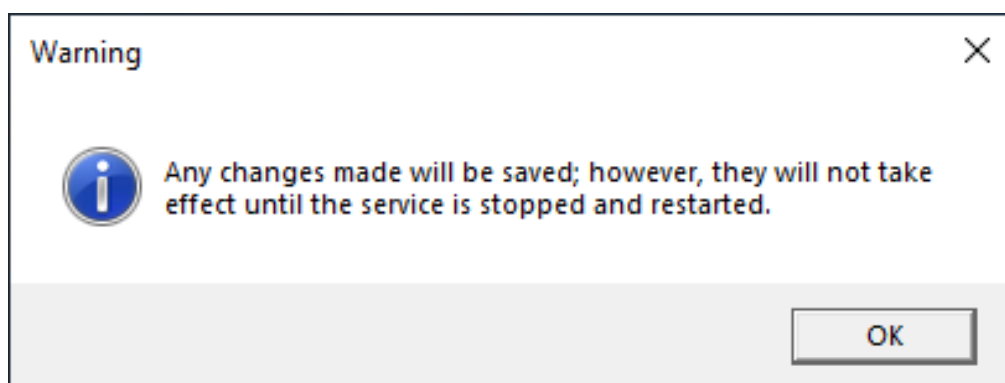 Warning
Any changes made will be saved; however, they will not take
effect until the service is stopped and restarted.
OK